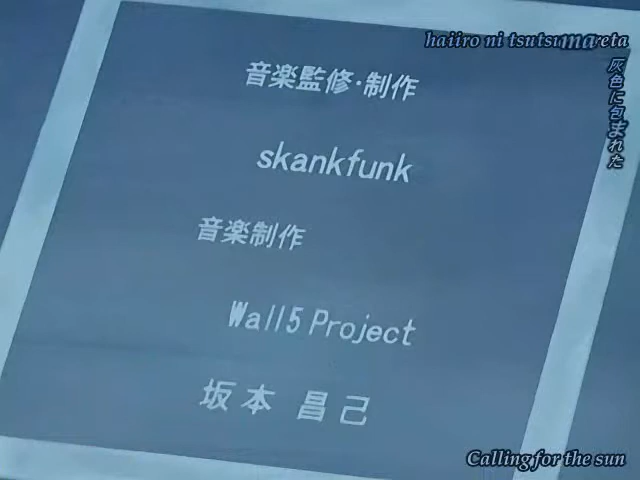 haiiro ni tsutsumareta
灰色に包まれた
音楽監修・制作
skankfunk
音楽制作
Wall5 Project
坂本 昌己
Calling for the sun